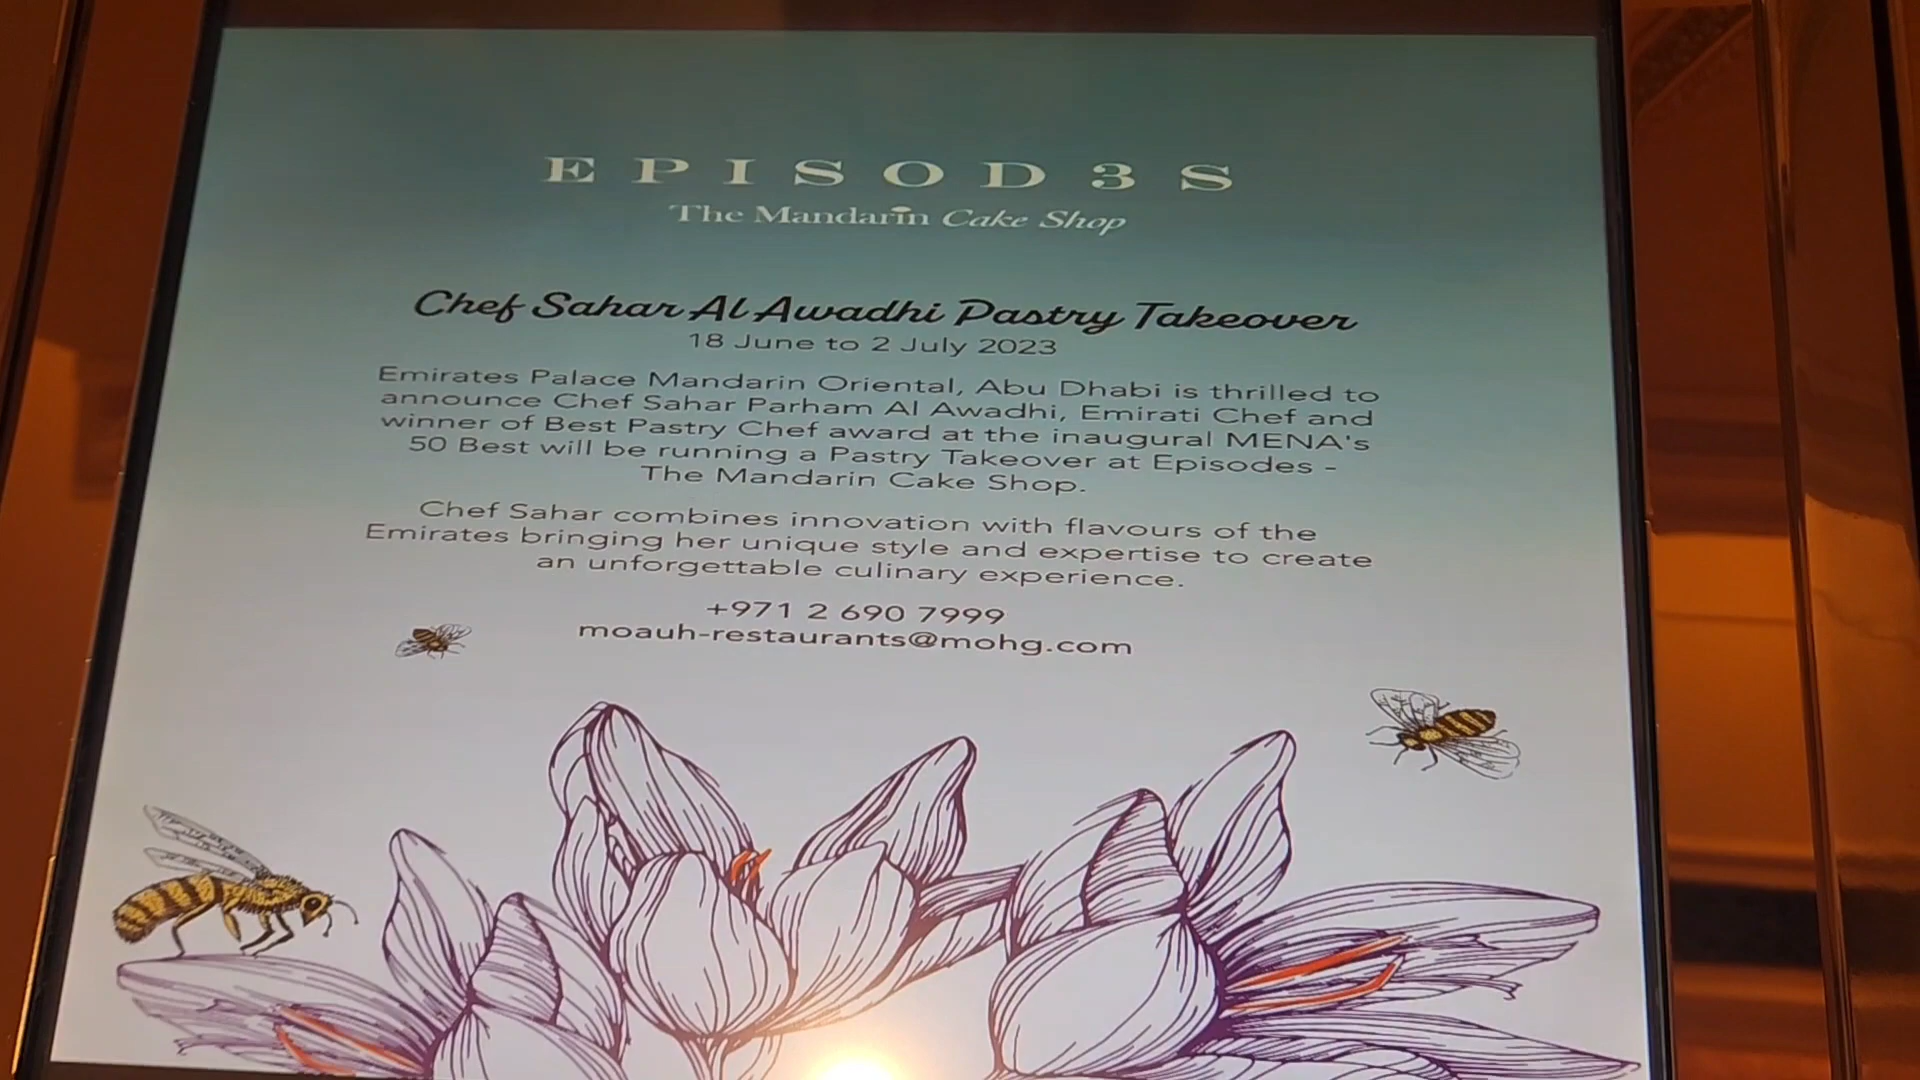 EPISOD3S
The Mandarin Cake Shop
Chef Sahar Al Awadhi Pastry Takeover
18 June to 2 July 2023
Emirates Palace Mandarin Oriental, Abu Dhabi is thrilled to
announce Chef Sahar Parham Al Awadhi, Emirati Chef and
winner of Best Pastry Chef award at the inaugural MENA's
50 Best will be running a Pastry Takeover at Episodes -
The Mandarin Cake Shop.
Chef Sahar combines innovation with flavours of the
Emirates bringing her unique style and expertise to create
an unforgettable culinary experience.
+971 2 690 7999
moauh-restaurants@mohg.com